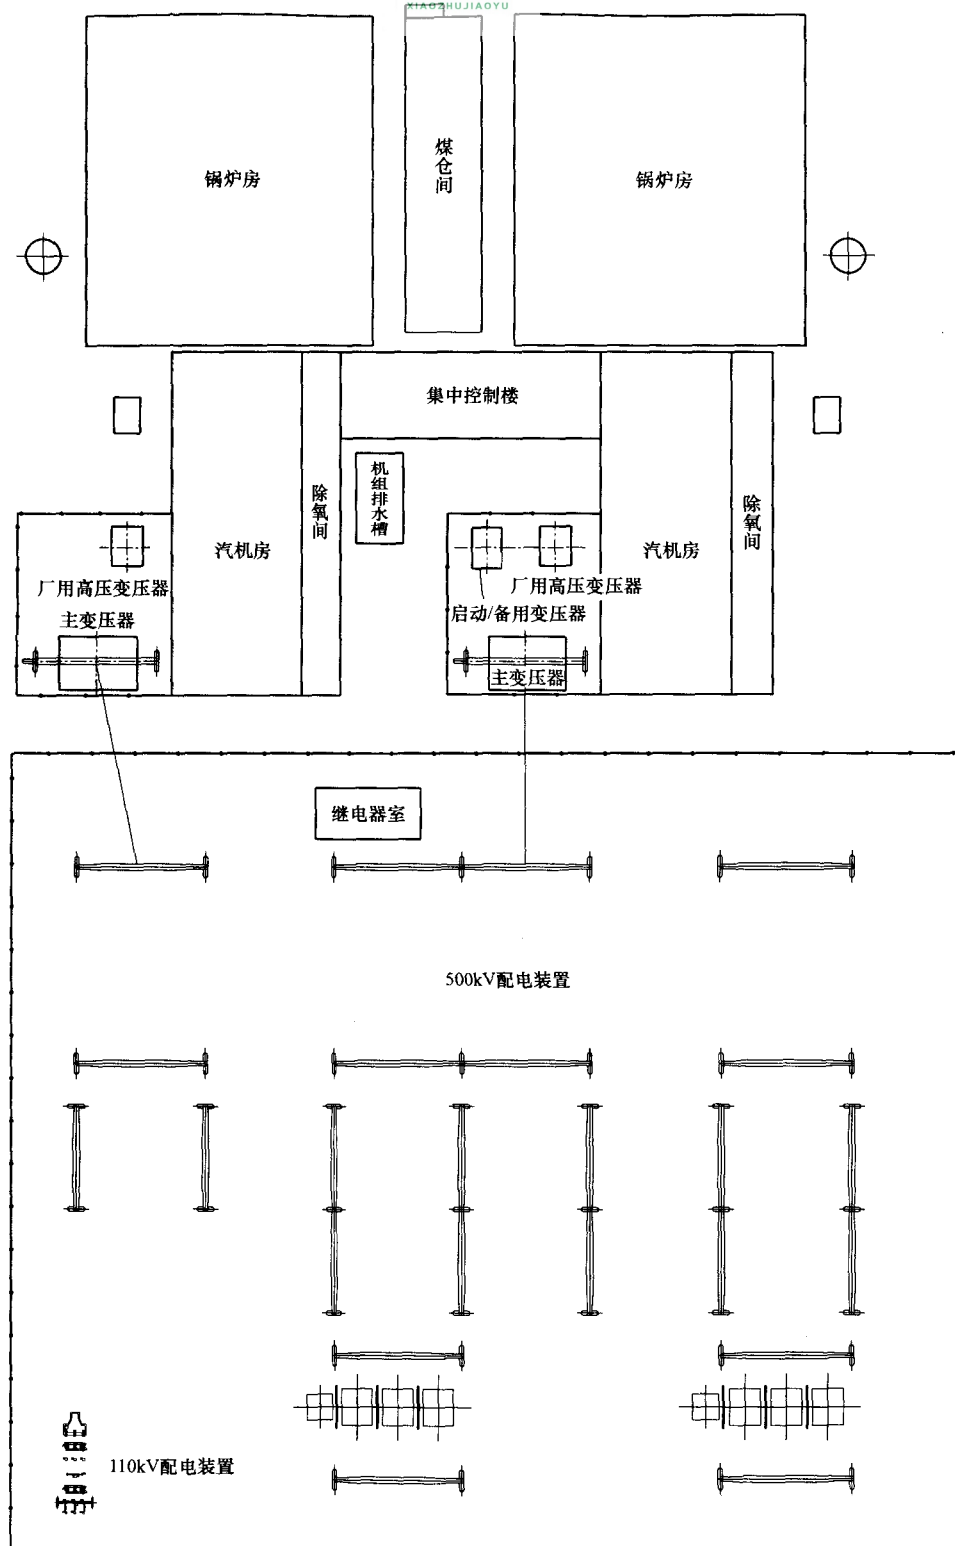 XIAOZHUJIAOYU
锅炉房
煤仓间
锅炉房
集中控制楼
机组排水槽
除氧间
除氧间
汽机房
汽机房
厂用高压变压器
厂用高压变压器
主变压器
启动/备用变压器
主变压器
继电器室
500kV配电装置
110kV配电装置